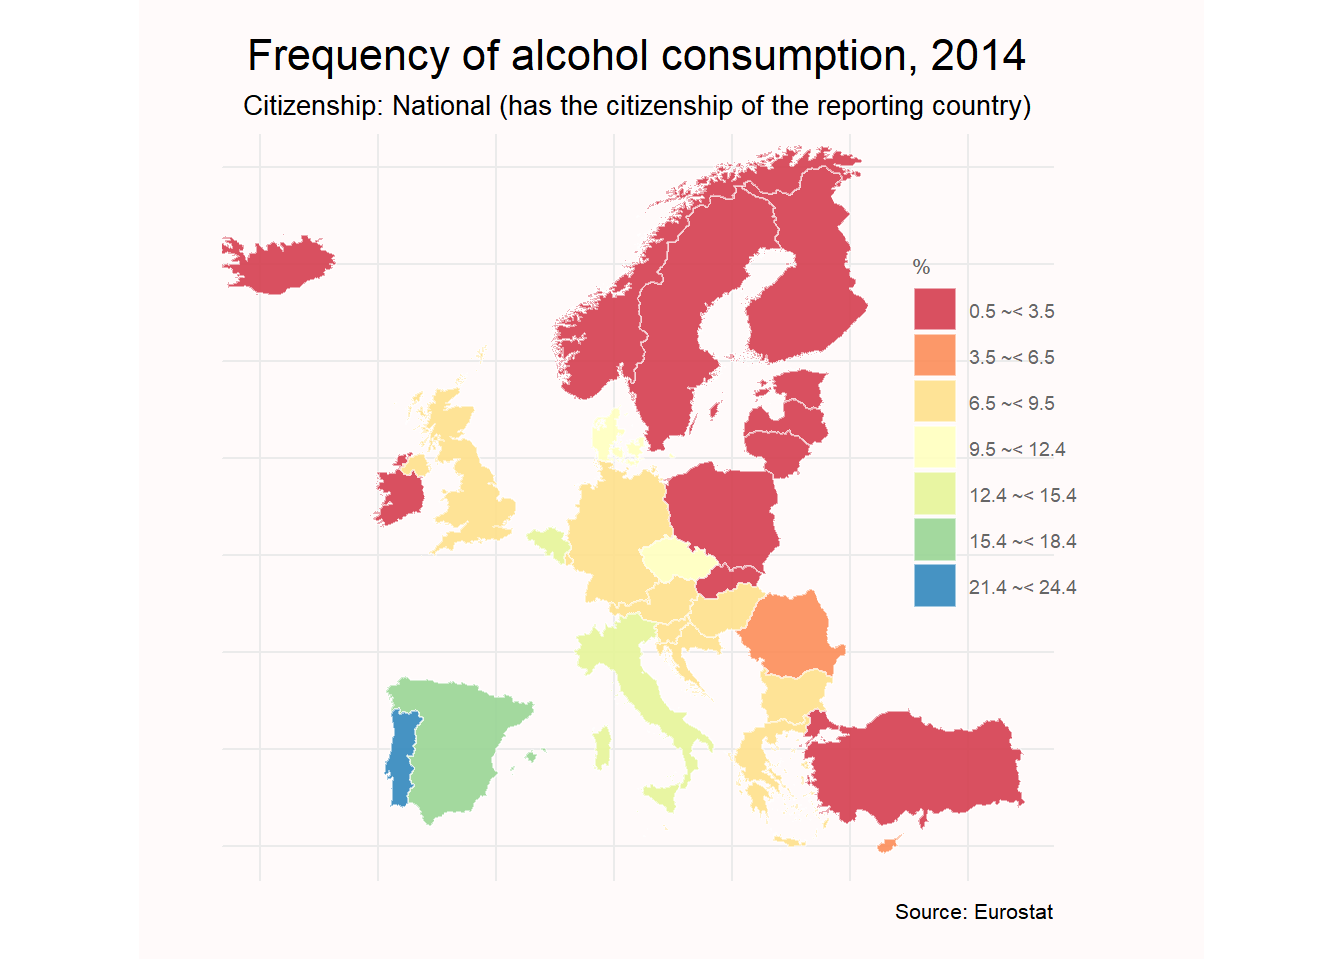 Frequency of alcohol consumption, 2014
Citizenship: National (has the citizenship of the reporting country)
%
0.5 ~< 3.5
3.5 ~< 6.5
6.5 ~< 9.5
9.5 ~< 12.4
12.4 ~< 15.4
15.4 ~< 18.4
21.4 ~< 24.4
Source: Eurostat